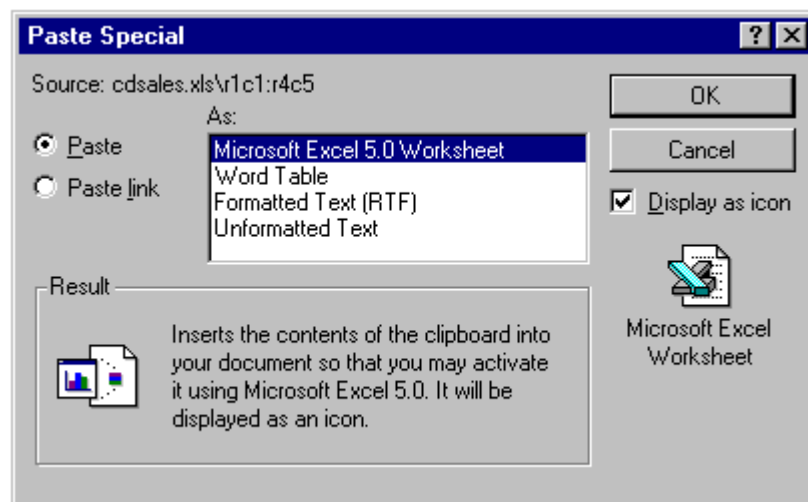 Paste Special
Source: cdsales.xls\r1c1:r4c5
As:
Paste
Paste link
Microsoft Excel 5.0 Worksheet
Word Table
Formatted Text (RTF)
Unformatted Text
OK
Cancel
Display as icon
Microsoft Excel
Worksheet
Result
Inserts the contents of the clipboard into
your document so that you may activate
it using Microsoft Excel 5.0. It will be
displayed as an icon.